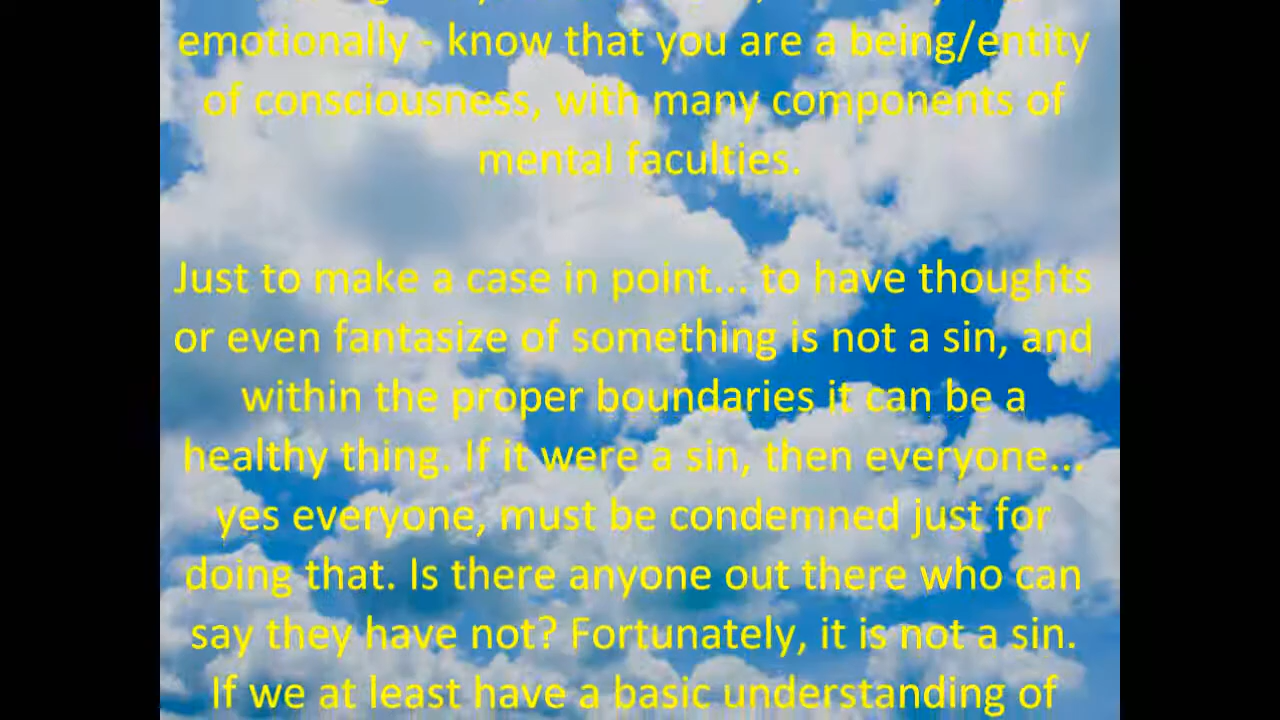 emotionally - know that you are a being/entity
of consciousness, with many components of
mental faculties.
Just to make a case in point... to have thoughts
or even fantasize of something is not a sin, and
within the proper boundaries it can be a
healthy thing. If it were a sin, then everyone...
yes everyone, must be condemned just for
doing that. Is there anyone out there who can
say they have not? Fortunately, it is not a sin.
If we at least have a basic understanding of